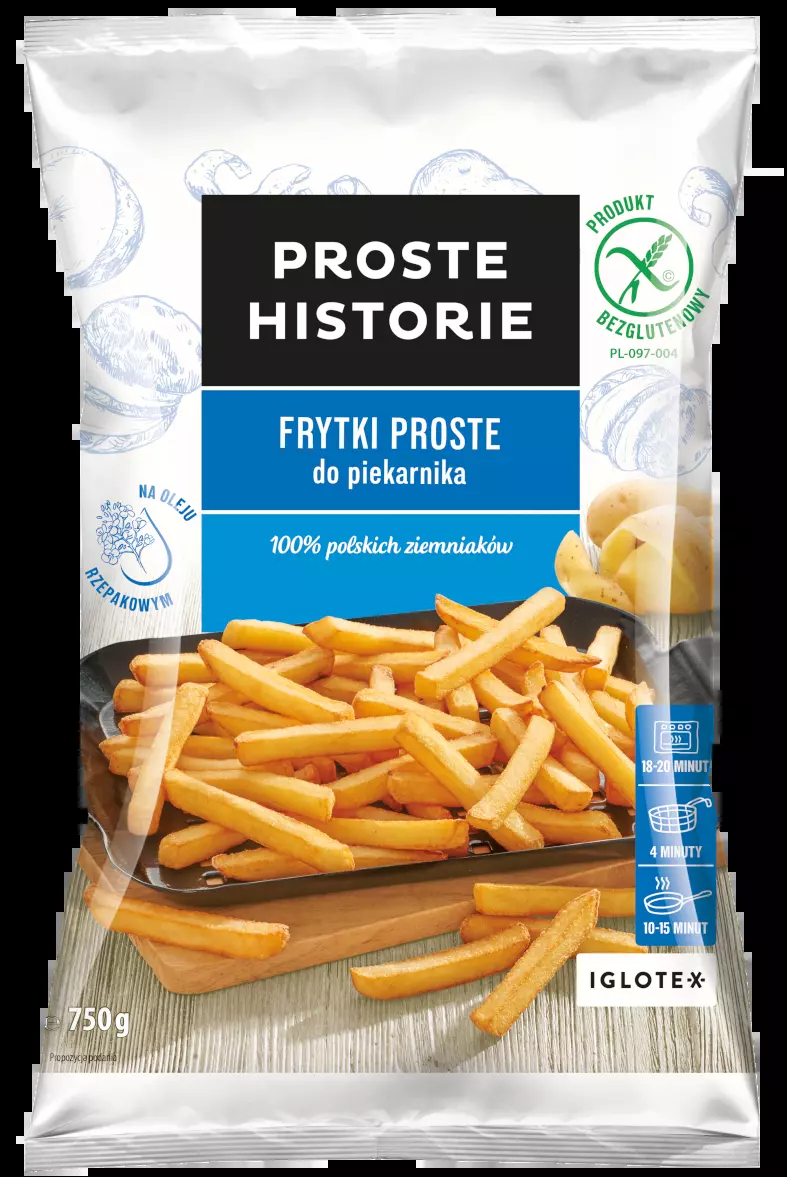 PROSTE
HISTORIE
PRODUKT
BEZGLUTENOWY
PL-097-004
FRYTKI PROSTE
do piekarnika
NA OLEJU
RZEPAKOWYM
100% polskich ziemniaków
18-20 MINUT
4 MINUTY
10-15 MINUT
IGLOTEX
℮ 750 g
Propozycja podania